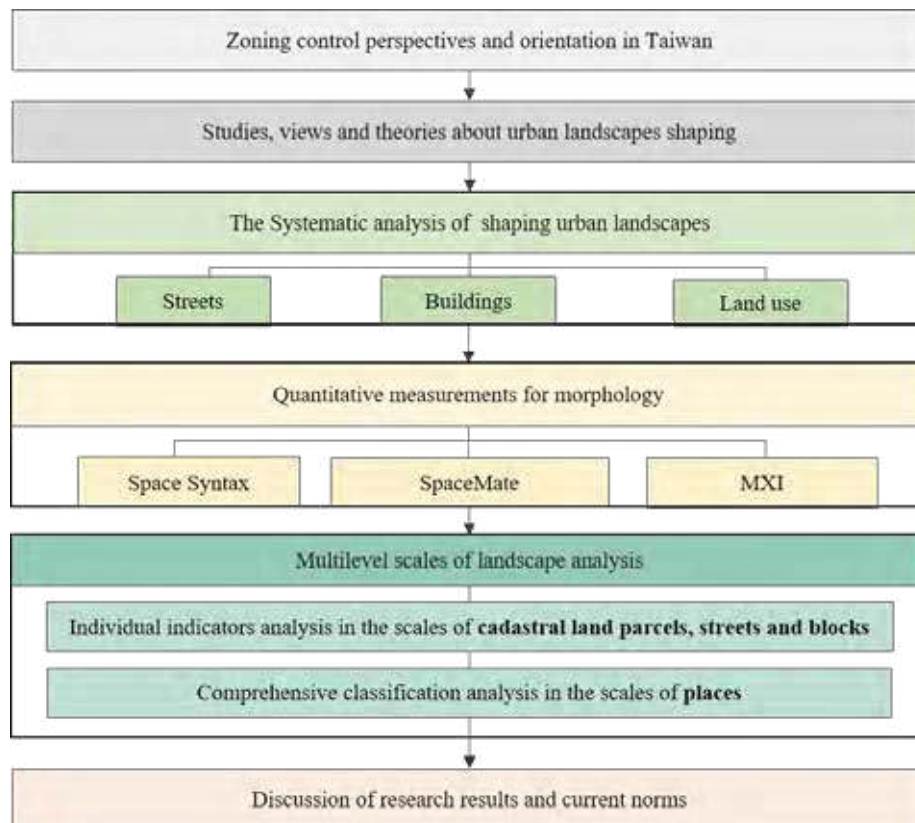 Zoning control perspectives and orientation in Taiwan
Studies, views and theories about urban landscapes shaping
The Systematic analysis of shaping urban landscapes
Streets
Buildings
Land use
Quantitative measurements for morphology
Space Syntax
SpaceMate
MXI
Multilevel scales of landscape analysis
Individual indicators analysis in the scales of cadastral land parcels, streets and blocks
Comprehensive classification analysis in the scales of places
Discussion of research results and current norms